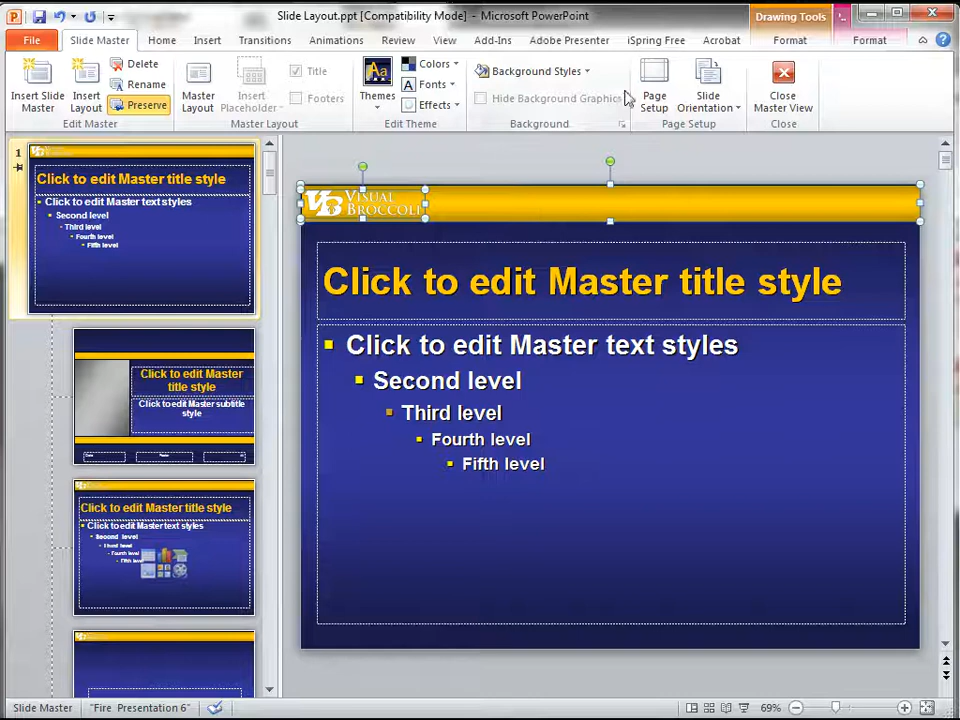 Slide Layout.ppt [Compatibility Mode] – Microsoft PowerPoint
Drawing Tools
File
Slide Master
Home
Insert
Transitions
Animations
Review
View
Add-Ins
Adobe Presenter
iSpring Free
Acrobat
Format
Format
Insert Slide Master
Insert Layout
Delete
Rename
Preserve
Edit Master
Master Layout
Insert Placeholder
Title
Footers
Master Layout
Themes
Colors
Fonts
Effects
Edit Theme
Background Styles
Hide Background Graphics
Background
Page Setup
Slide Orientation
Page Setup
Close Master View
Close
1
Click to edit Master title style
Click to edit Master text styles
Second level
Third level
Fourth level
Fifth level
Click to edit Master title style
Click to edit Master subtitle style
Click to edit Master title style
Click to edit Master text styles
Second level
Third level
Fourth level
Fifth level
VB VISUAL BROCCOLI
Click to edit Master title style
Click to edit Master text styles
Second level
Third level
Fourth level
Fifth level
Slide Master
"Fire Presentation 6"
69%